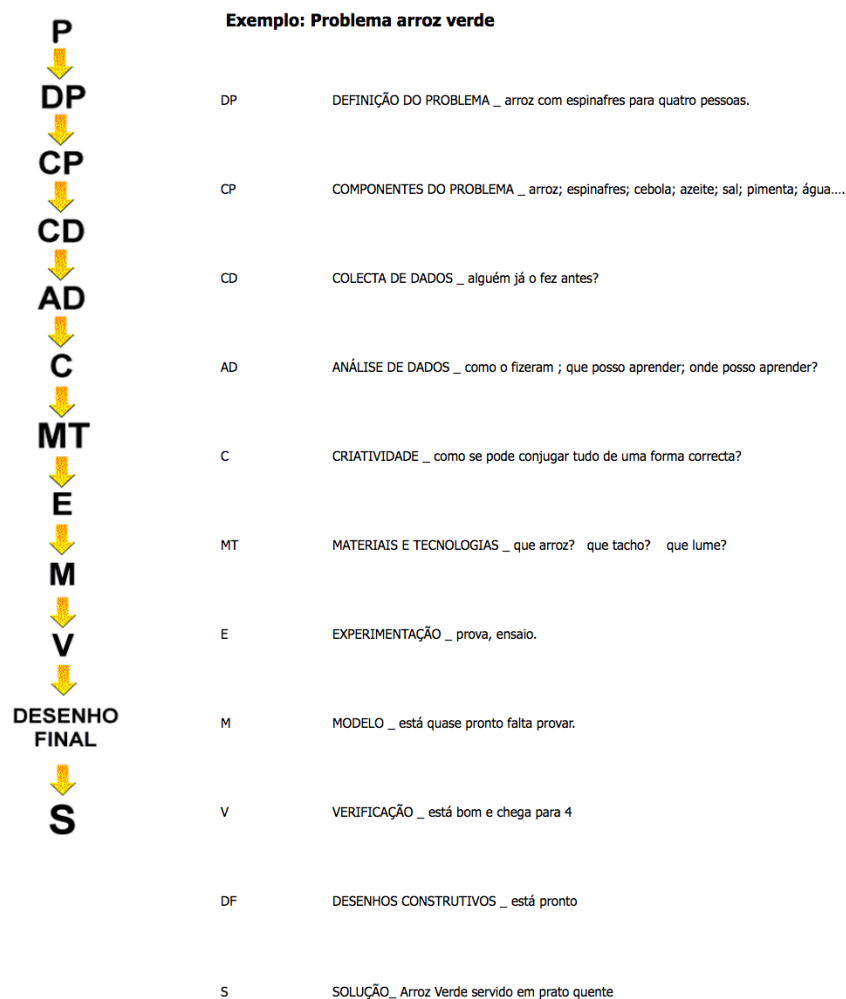 Exemplo: Problema arroz verde
P
DP
CP
CD
AD
C
MT
E
M
V
DESENHO
FINAL
S
DP DEFINIÇÃO DO PROBLEMA _ arroz com espinafres para quatro pessoas.
CP COMPONENTES DO PROBLEMA _ arroz; espinafres; cebola; azeite; sal; pimenta; água....
CD COLECTA DE DADOS _ alguém já o fez antes?
AD ANÁLISE DE DADOS _ como o fizeram ; que posso aprender; onde posso aprender?
C CRIATIVIDADE _ como se pode conjugar tudo de uma forma correcta?
MT MATERIAIS E TECNOLOGIAS _ que arroz? que tacho? que lume?
E EXPERIMENTAÇÃO _ prova, ensaio.
M MODELO _ está quase pronto falta provar.
V VERIFICAÇÃO _ está bom e chega para 4
DF DESENHOS CONSTRUTIVOS _ está pronto
S SOLUÇÃO_ Arroz Verde servido em prato quente